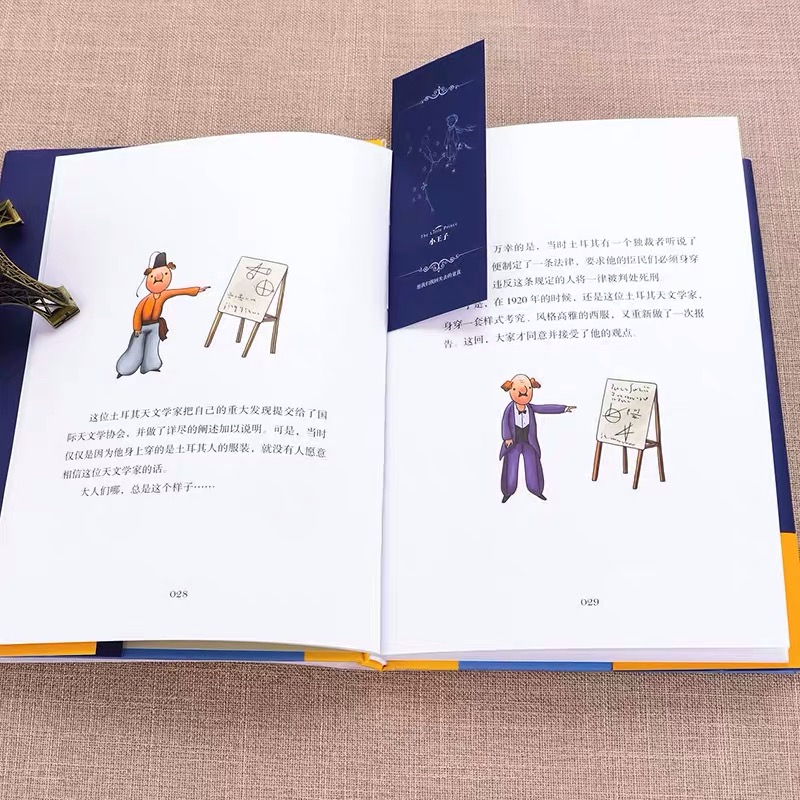 这位土耳其天文学家把自己的重大发现提交给了国
际天文学协会，并做了详尽的阐述加以说明。可是，当时
仅仅是因为他身上穿的是土耳其人的服装，就没有人愿意
相信这位天文学家的话。
大人们哪，总是这个样子……
028
The Little Prince
小王子
愿我们找回失去的童真
万幸的是，当时土耳其有一个独裁者听说了
便制定了一条法律，要求他的臣民们必须身穿
违反这条规定的人将一律被判处死刑。
是，在 1920 年的时候，还是这位土耳其天文学家，
身穿一套样式考究、风格高雅的西服，又重新做了一次报
告。这回，大家才同意并接受了他的观点。
029